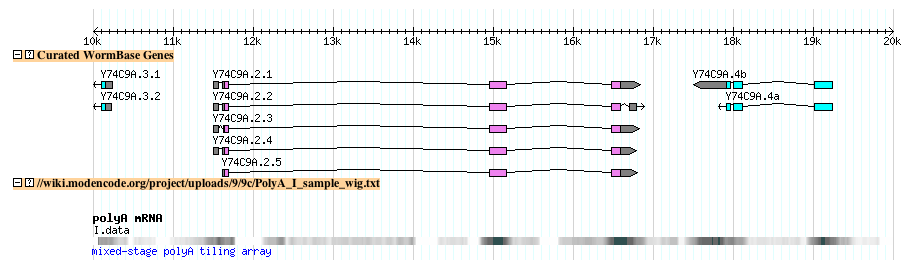 10k 11k 12k 13k 14k 15k 16k 17k 18k 19k 20k
Curated WormBase Genes
Y74C9A.3.1 Y74C9A.2.1 Y74C9A.4b
Y74C9A.3.2 Y74C9A.2.2 Y74C9A.4a
Y74C9A.2.3
Y74C9A.2.4
Y74C9A.2.5
//wiki.modencode.org/project/uploads/9/9c/PolyA_I_sample_wig.txt
polyA mRNA
I.data
mixed-stage polyA tiling array